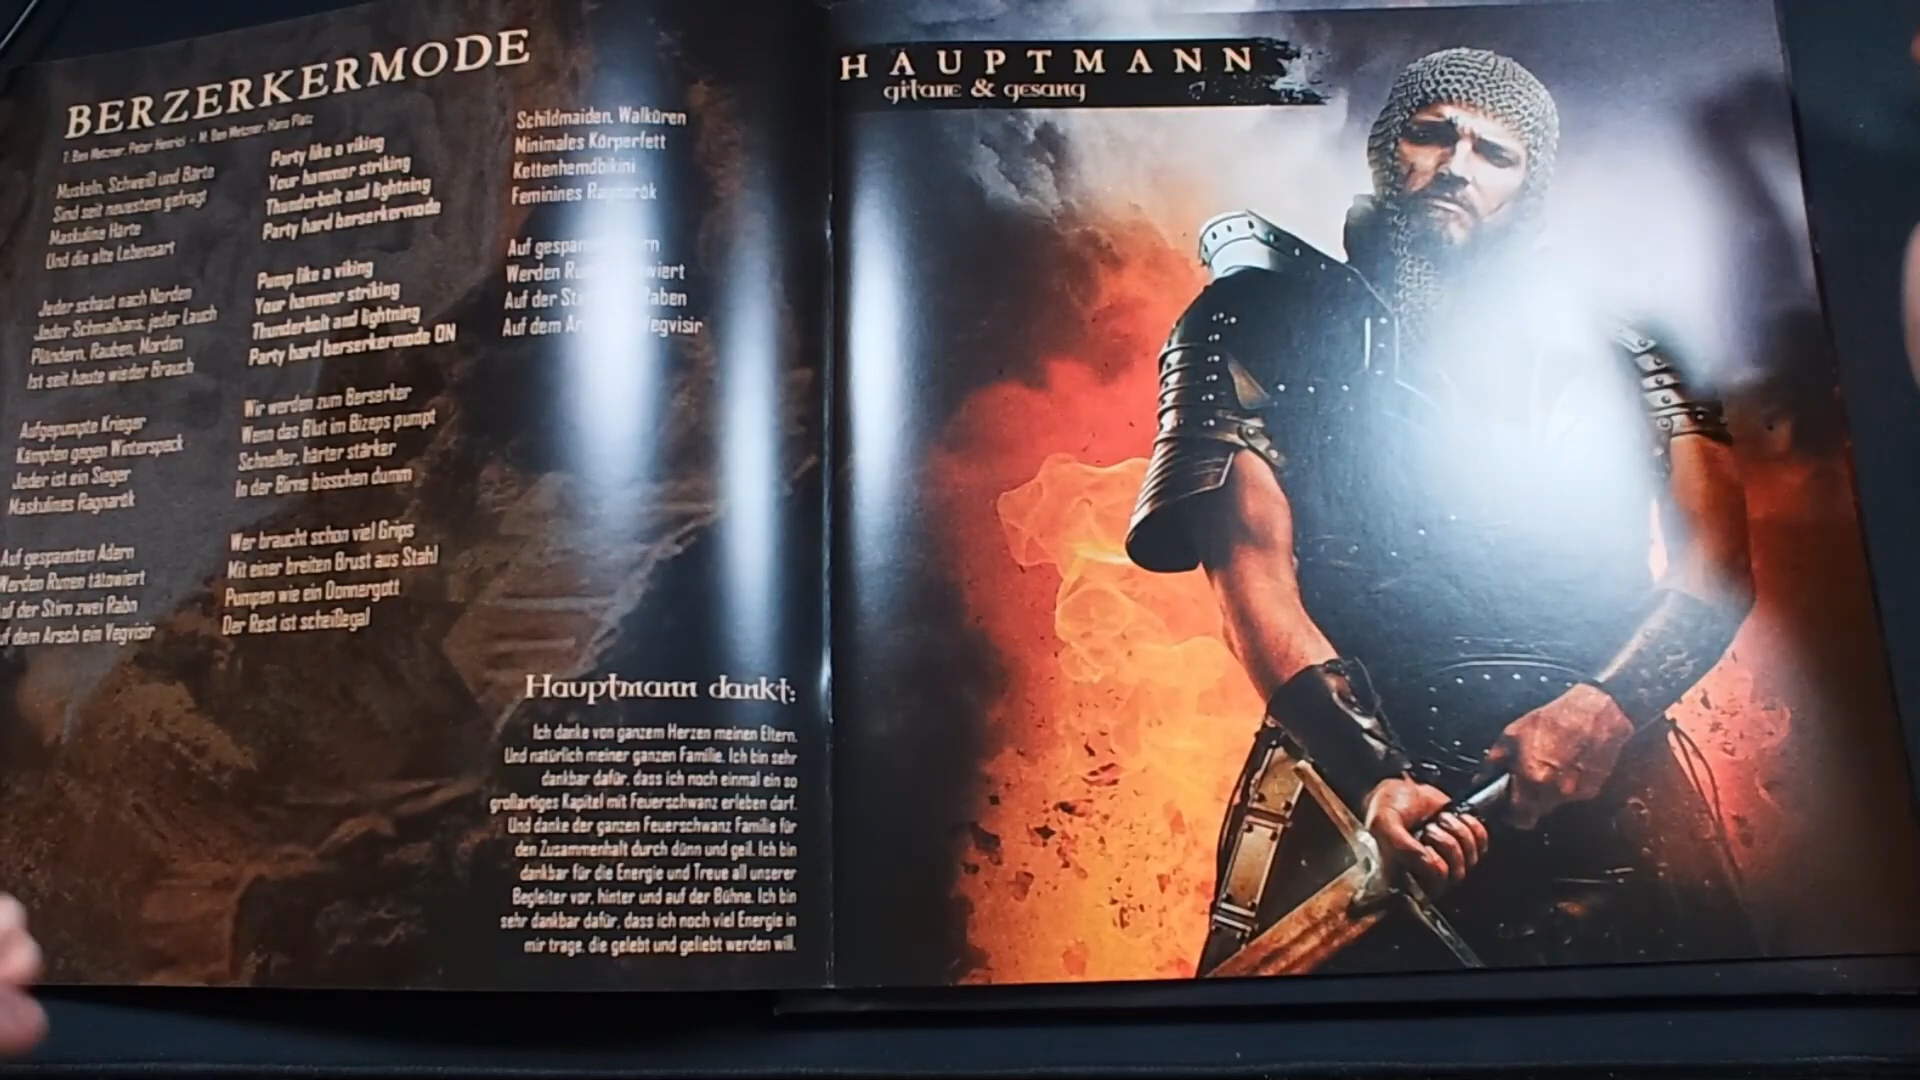 BERZERKERMODE
T. Ben Metzner, Peter Henrici - M. Ben Metzner, Hans Platz
Muskeln, Schweiß und Bärte
Sind seit neuestem gefragt
Maskuline Härte
Und die alte Lebensart
Jeder schaut nach Norden
Jeder Schmalhans, jeder Lauch
Plündern, Rauben, Morden
Ist seit heute wieder Brauch
Aufgepumpte Krieger
Kämpfen gegen Winterspeck
Jeder ist ein Sieger
Maskulines Ragnarök
Auf gespannten Adern
Werden Runen tätowiert
Auf der Stirn zwei Rabn
Auf dem Arsch ein Vegvisir
Party like a viking
Your hammer striking
Thunderbolt and lightning
Party hard berserkermode
Pump like a viking
Your hammer striking
Thunderbolt and lightning
Party hard berserkermode ON
Wir werden zum Berserker
Wenn das Blut im Bizeps pumpt
Schneller, härter stärker
In der Birne bisschen dumm
Wer braucht schon viel Grips
Mit einer breiten Brust aus Stahl
Pumpen wie ein Donnergott
Der Rest ist scheißegal
Schildmaiden, Walküren
Minimales Körperfett
Kettenhemdbikini
Feminines Ragnarök
Auf
Werden
Auf der
Auf dem Vegvisir
Hauptmann dankt:
Ich danke von ganzem Herzen meinen Eltern.
Und natürlich meiner ganzen Familie. Ich bin sehr
dankbar dafür, dass ich noch einmal ein so
großartiges Kapitel mit Feuerschwanz erleben darf.
Und danke der ganzen Feuerschwanz Familie für
den Zusammenhalt durch dünn und geil. Ich bin
dankbar für die Energie und Treue all unserer
Begleiter vor, hinter und auf der Bühne. Ich bin
sehr dankbar dafür, dass ich noch viel Energie in
mir trage, die gelebt und geliebt werden will.
HAUPTMANN
gitarre & gesang